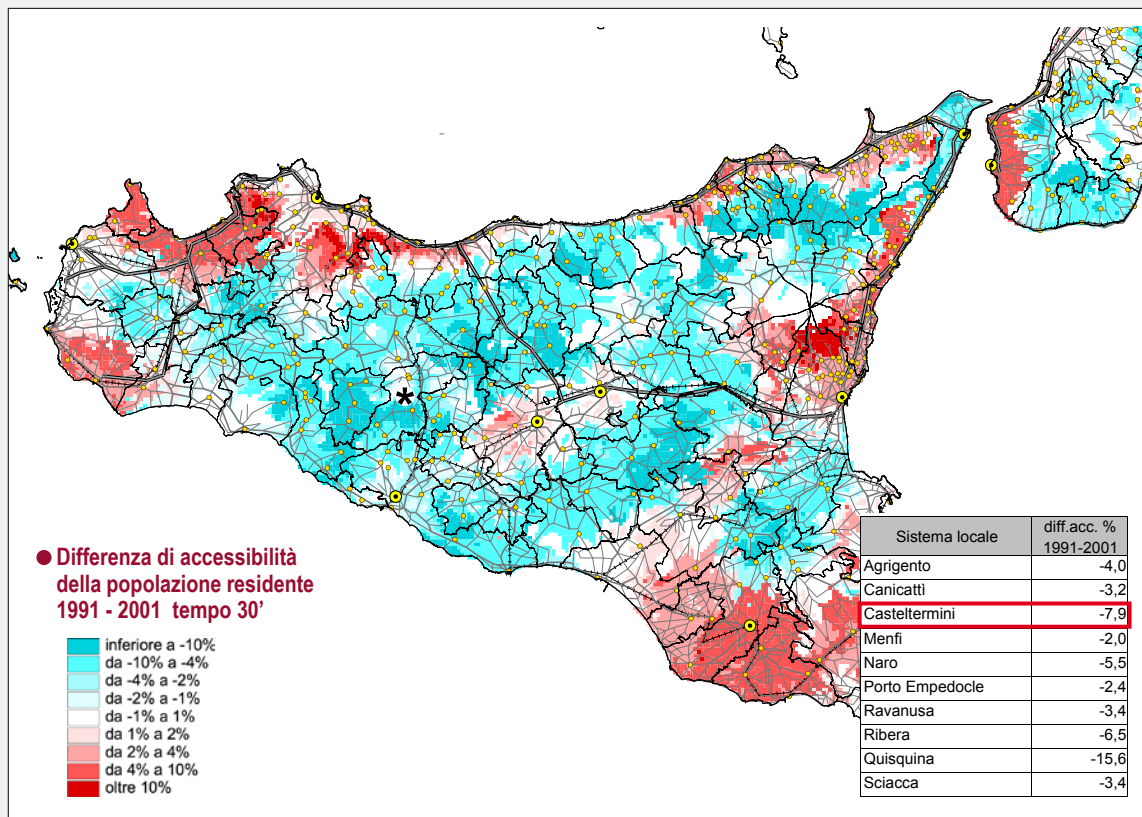 ● Differenza di accessibilità
della popolazione residente
1991 - 2001 tempo 30’
inferiore a -10%
da -10% a -4%
da -4% a -2%
da -2% a -1%
da -1% a 1%
da 1% a 2%
da 2% a 4%
da 4% a 10%
oltre 10%
*
Sistema locale diff.acc. % 1991-2001
Agrigento -4,0
Canicattì -3,2
Casteltermini -7,9
Menfi -2,0
Naro -5,5
Porto Empedocle -2,4
Ravanusa -3,4
Ribera -6,5
Quisquina -15,6
Sciacca -3,4